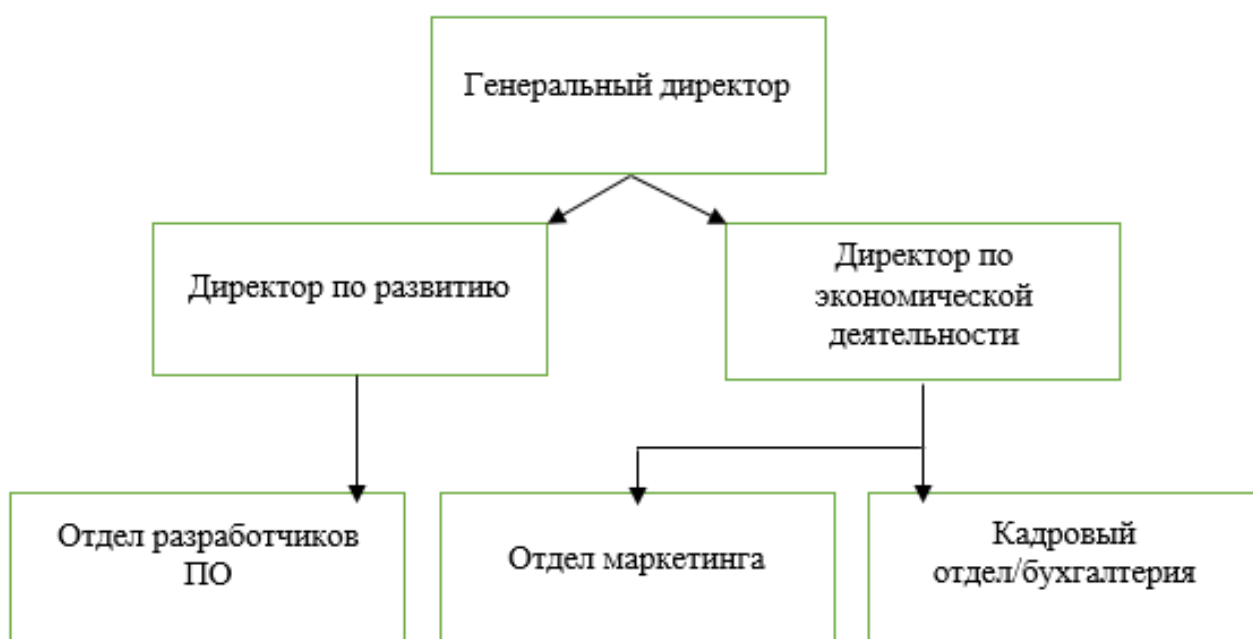 Генеральный директор
Директор по развитию
Директор по
экономической
деятельности
Отдел разработчиков
ПО
Отдел маркетинга
Кадровый
отдел/бухгалтерия